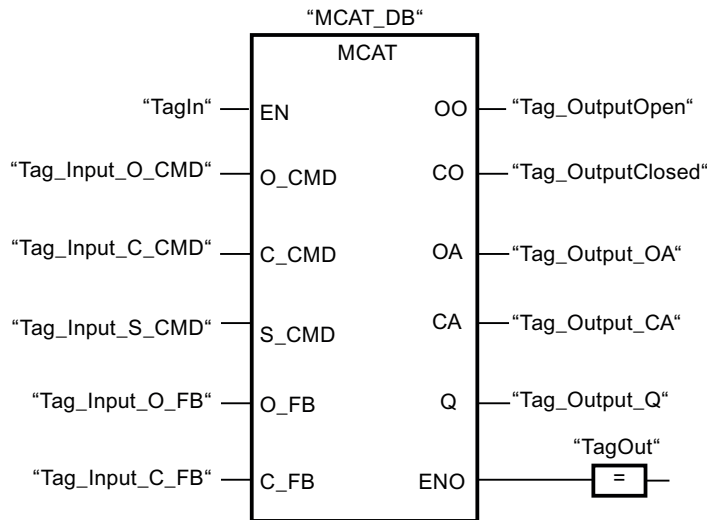 “MCAT_DB“
MCAT
“TagIn“ EN OO “Tag_OutputOpen“
“Tag_Input_O_CMD“ O_CMD CO “Tag_OutputClosed“
“Tag_Input_C_CMD“ C_CMD OA “Tag_Output_OA“
“Tag_Input_S_CMD“ S_CMD CA “Tag_Output_CA“
“Tag_Input_O_FB“ O_FB Q “Tag_Output_Q“
“TagOut“
“Tag_Input_C_FB“ C_FB ENO =